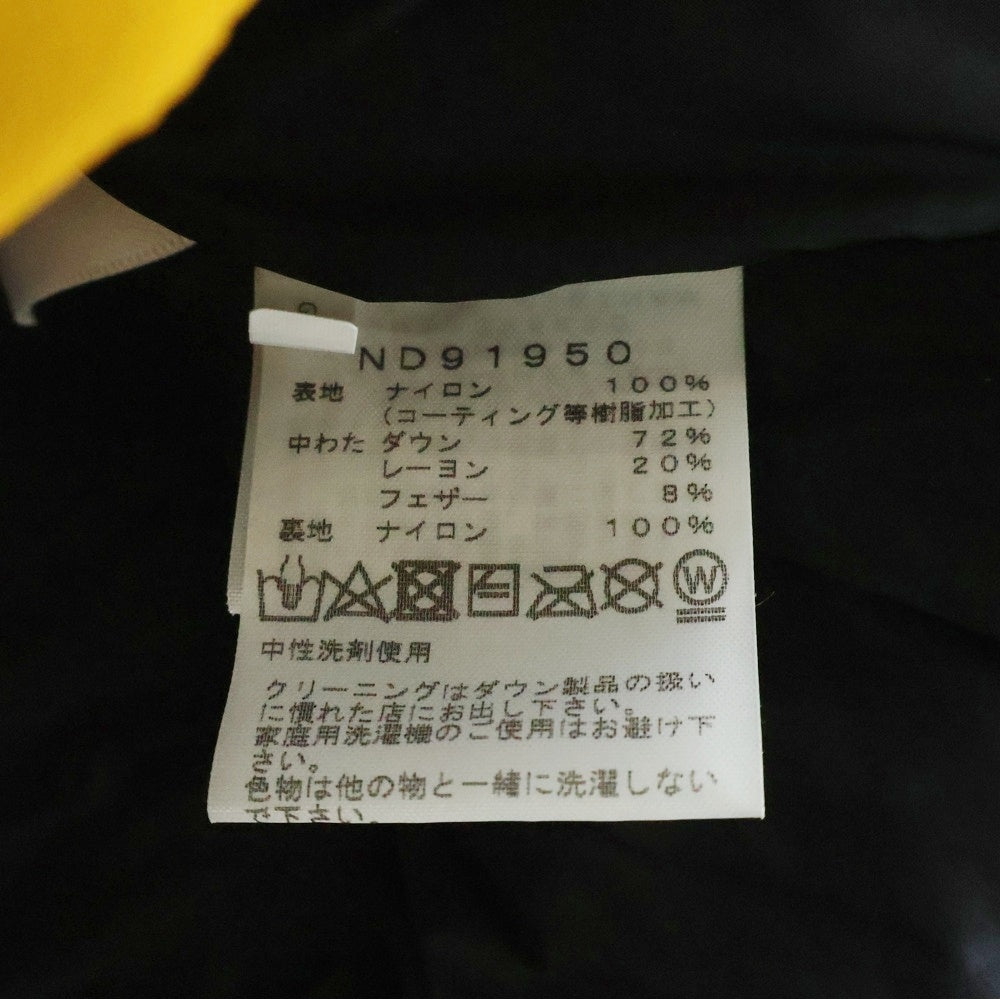 ND91950
表地 ナイロン 100%
(コーティング等樹脂加工)
中わた ダウン 72%
レーヨン 20%
フェザー 8%
裏地 ナイロン 100%
W
中性洗剤使用
クリーニングはダウン製品の扱い
に慣れた店にお出し下さい。
家庭用洗濯機のご使用はお避け下
さい。
色物は他の物と一緒に洗濯しない
で下さい。